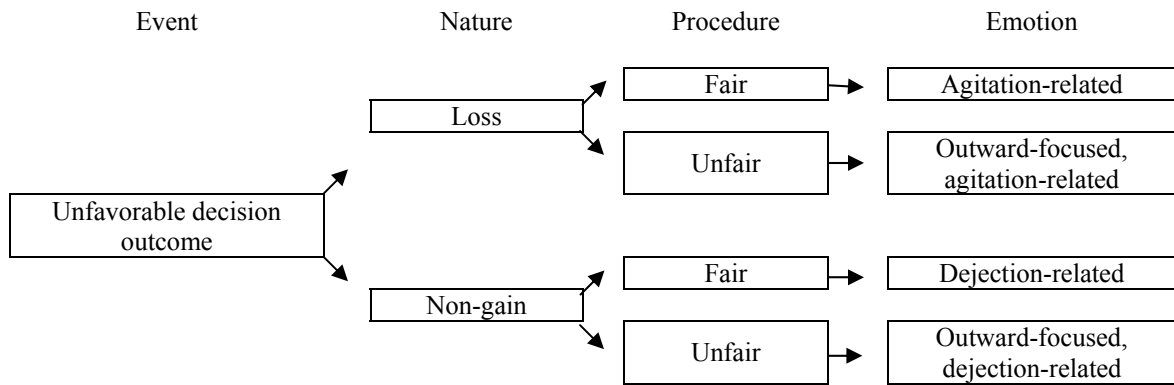 Event Nature Procedure Emotion
Fair Agitation-related
Loss
Unfair Outward-focused,
agitation-related
Unfavorable decision
outcome
Fair Dejection-related
Non-gain
Unfair Outward-focused,
dejection-related